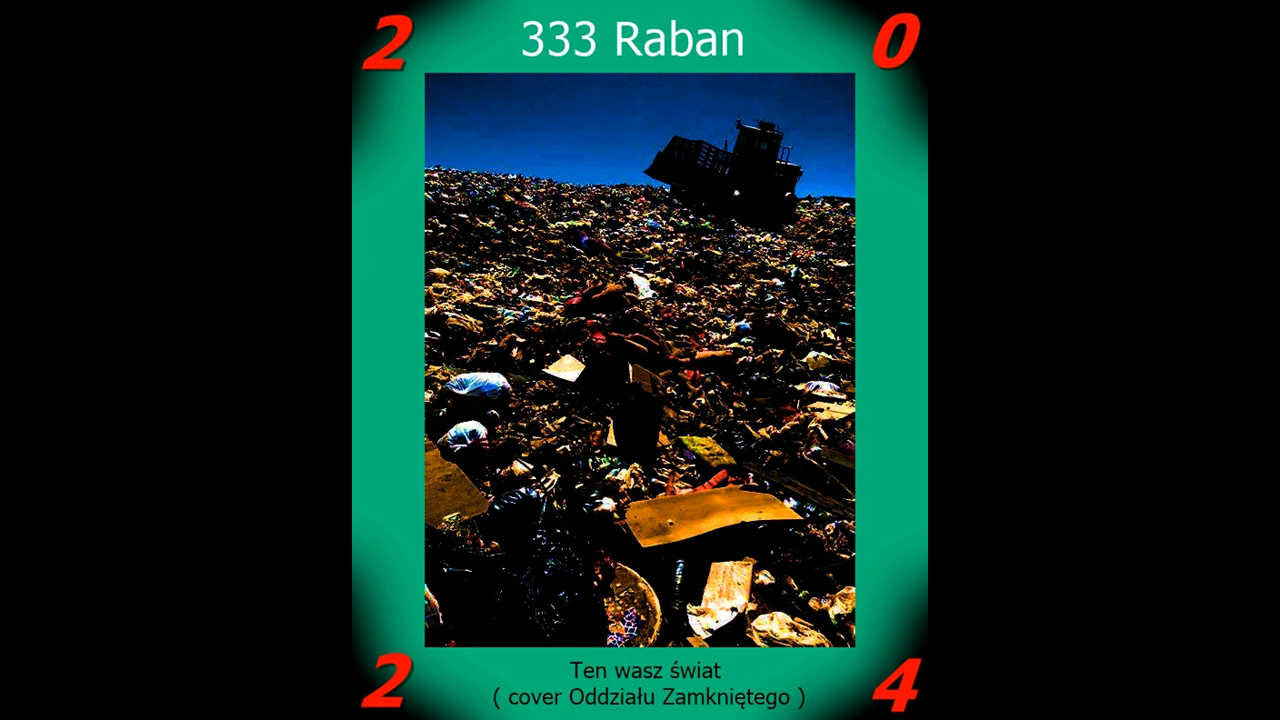 2 0
333 Raban
Ten wasz świat
( cover Oddziału Zamkniętego )
2 4